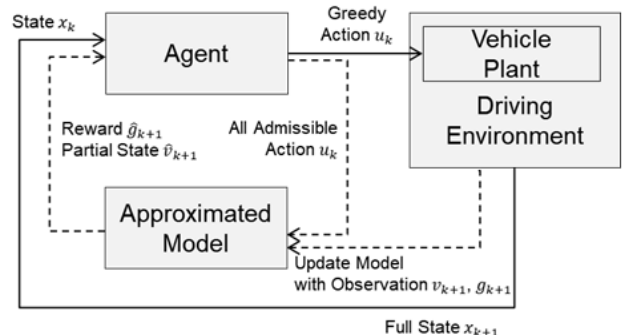 State x_k
Greedy
Action u_k
Agent
Vehicle
Plant
Driving
Environment
Reward ĝ_{k+1}
Partial State v̂_{k+1}
All Admissible
Action u_k
Approximated
Model
Update Model
with Observation v_{k+1}, g_{k+1}
Full State x_{k+1}